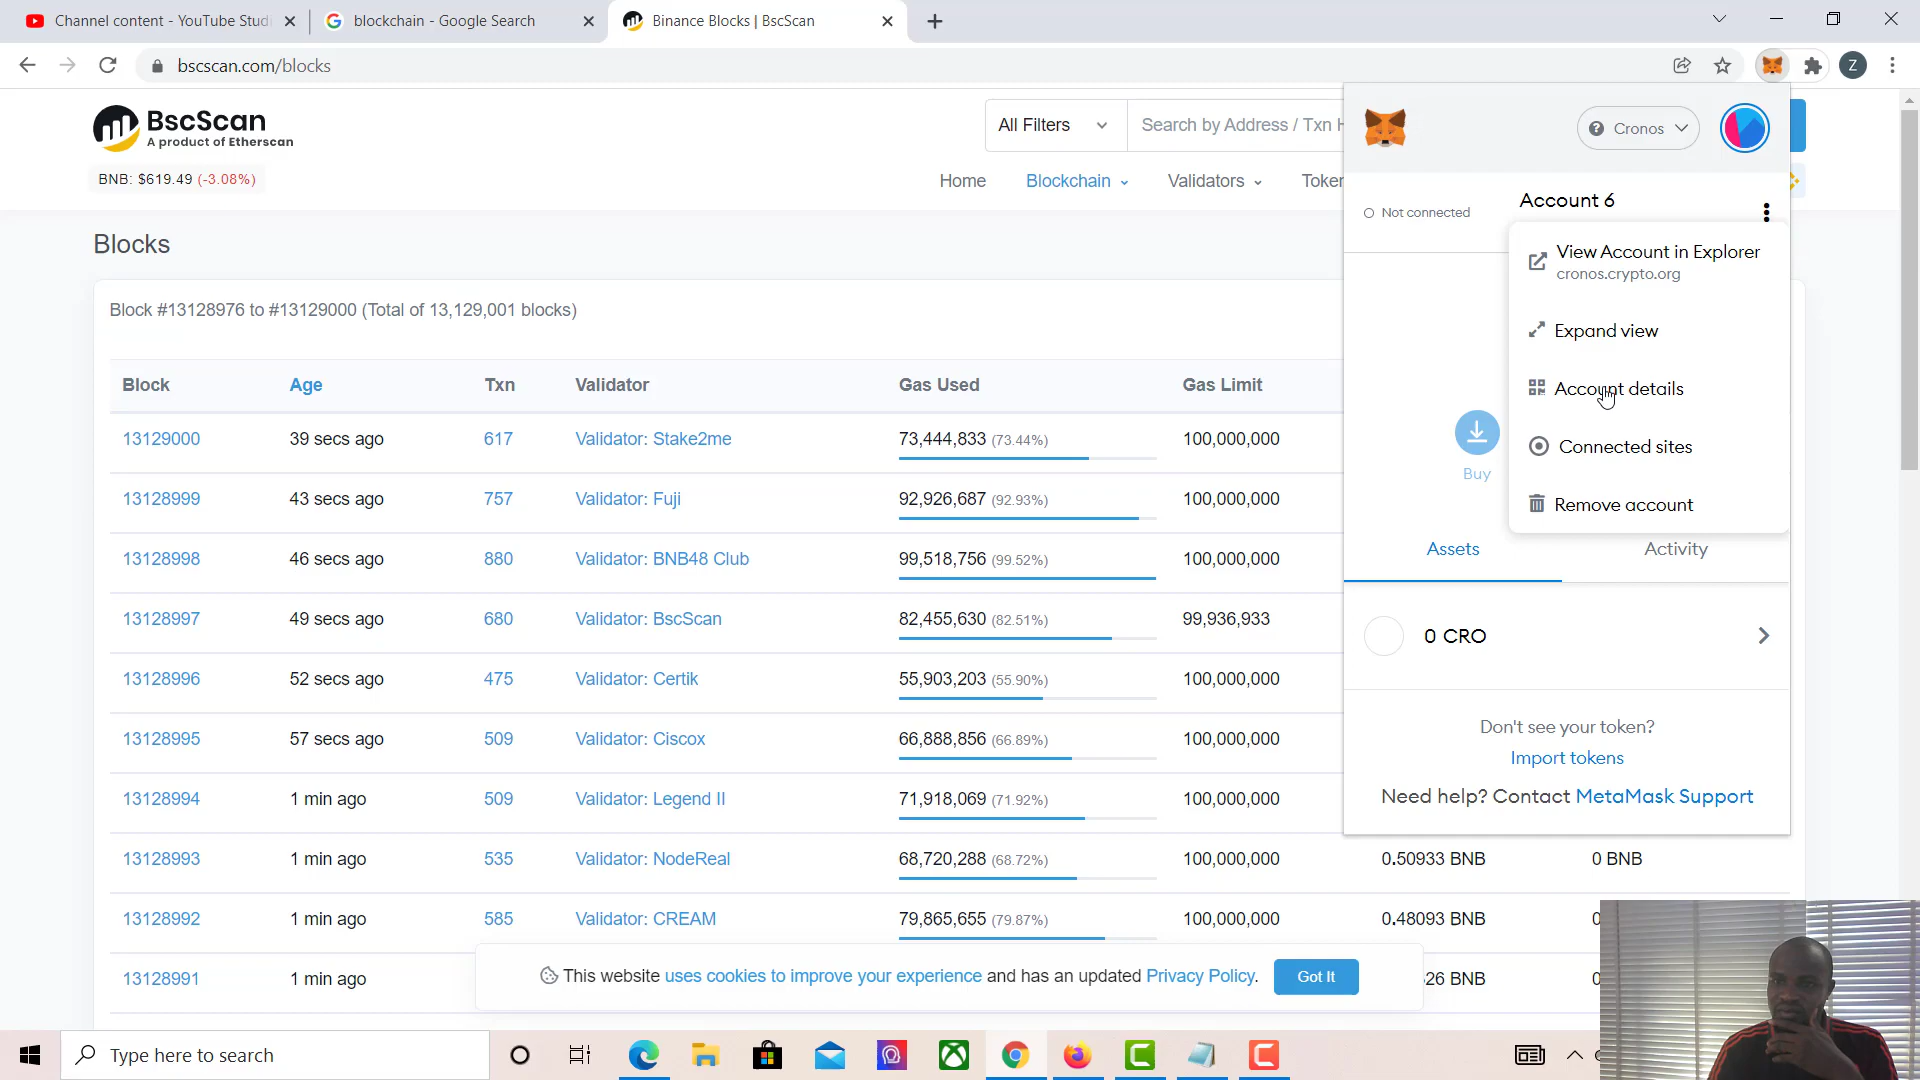 Channel content - YouTube Studi
blockchain - Google Search
Binance Blocks | BscScan
bscscan.com/blocks
Z
BscScan
A product of Etherscan
BNB: $619.49 (-3.08%)
All Filters
Search by Address / Txn H
Home
Blockchain
Validators
Token
Blocks
Block #13128976 to #13129000 (Total of 13,129,001 blocks)
Block Age Txn Validator Gas Used Gas Limit
13129000 39 secs ago 617 Validator: Stake2me 73,444,833 (73.44%) 100,000,000
13128999 43 secs ago 757 Validator: Fuji 92,926,687 (92.93%) 100,000,000
13128998 46 secs ago 880 Validator: BNB48 Club 99,518,756 (99.52%) 100,000,000
13128997 49 secs ago 680 Validator: BscScan 82,455,630 (82.51%) 99,936,933
13128996 52 secs ago 475 Validator: Certik 55,903,203 (55.90%) 100,000,000
13128995 57 secs ago 509 Validator: Ciscox 66,888,856 (66.89%) 100,000,000
13128994 1 min ago 509 Validator: Legend II 71,918,069 (71.92%) 100,000,000
13128993 1 min ago 535 Validator: NodeReal 68,720,288 (68.72%) 100,000,000 0.50933 BNB 0 BNB
13128992 1 min ago 585 Validator: CREAM 79,865,655 (79.87%) 100,000,000 0.48093 BNB 0
13128991 1 min ago 26 BNB 0
This website uses cookies to improve your experience and has an updated Privacy Policy.
Got It
Cronos
Not connected
Account 6
View Account in Explorer
cronos.crypto.org
Expand view
Account details
Connected sites
Remove account
Buy
Assets
Activity
0 CRO
Don't see your token?
Import tokens
Need help? Contact MetaMask Support
Type here to search